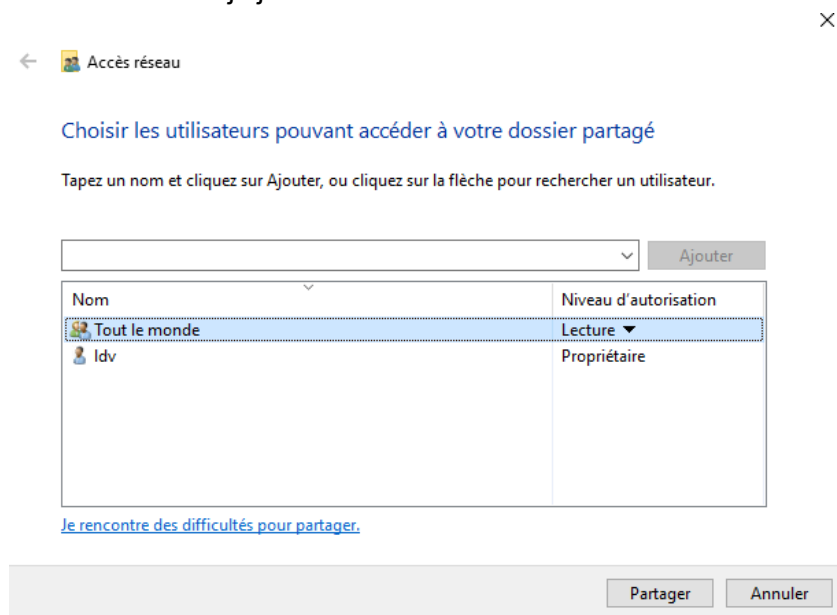 Accès réseau
Choisir les utilisateurs pouvant accéder à votre dossier partagé
Tapez un nom et cliquez sur Ajouter, ou cliquez sur la flèche pour rechercher un utilisateur.
Ajouter
Nom Niveau d'autorisation
Tout le monde Lecture
ldv Propriétaire
Je rencontre des difficultés pour partager.
Partager Annuler